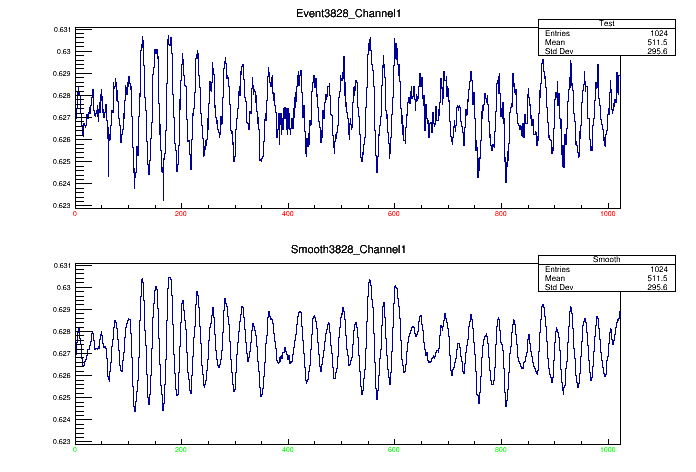 Event3828_Channel1
Test
Entries 1024
Mean 511.5
Std Dev 295.6
0.631
0.63
0.629
0.628
0.627
0.626
0.625
0.624
0.623
0 200 400 600 800 1000
Smooth3828_Channel1
Smooth
Entries 1024
Mean 511.5
Std Dev 295.6
0.631
0.63
0.629
0.628
0.627
0.626
0.625
0.624
0.623
0 200 400 600 800 1000